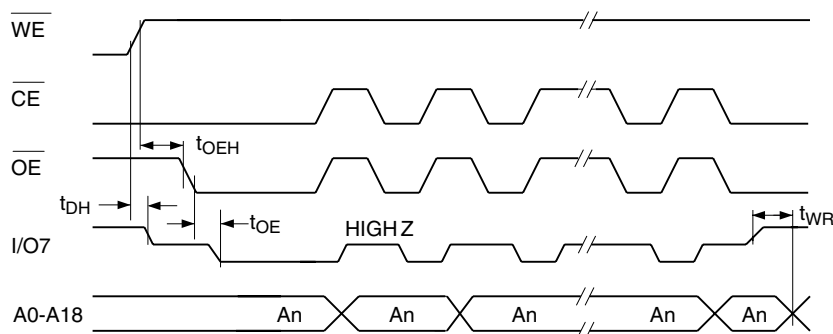 WE
CE
tOEH
OE
tDH
tOE
HIGH Z
tWR
I/O7
A0-A18 An An An An An